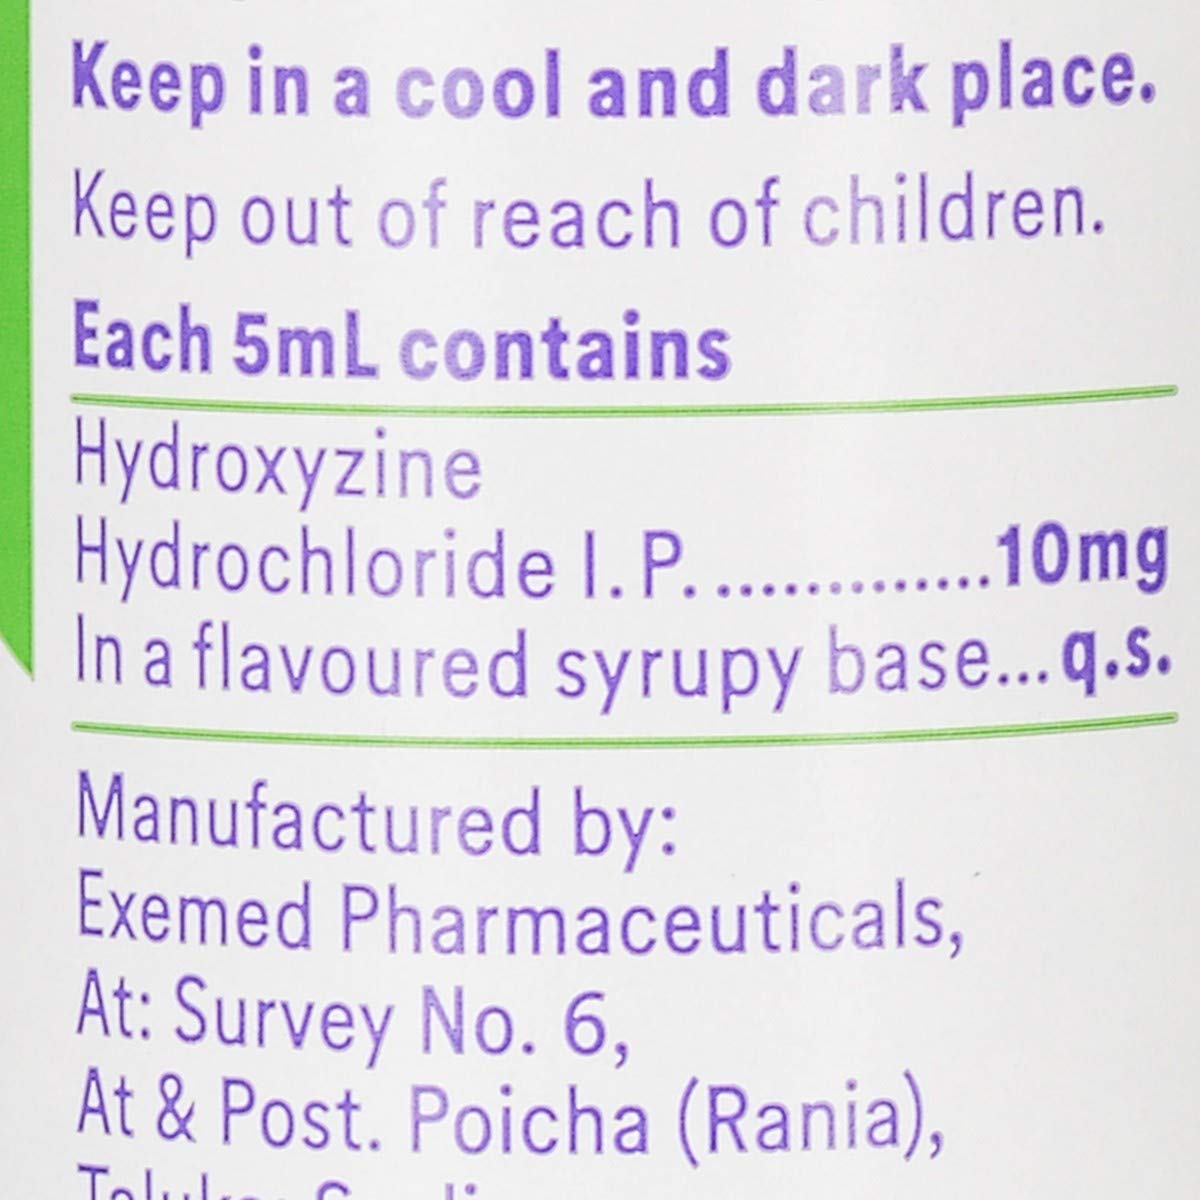 Keep in a cool and dark place.
Keep out of reach of children.
Each 5mL contains
Hydroxyzine
Hydrochloride I.P...............10mg
In a flavoured syrupy base...q.s.
Manufactured by:
Exemed Pharmaceuticals,
At: Survey No. 6,
At & Post. Poicha (Rania),